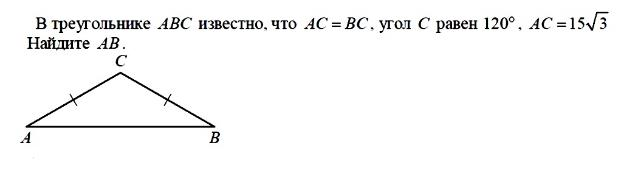 В треугольнике ABC известно, что AC = BC, угол C равен 120°, AC = 15√3
Найдите AB.
C
A
B